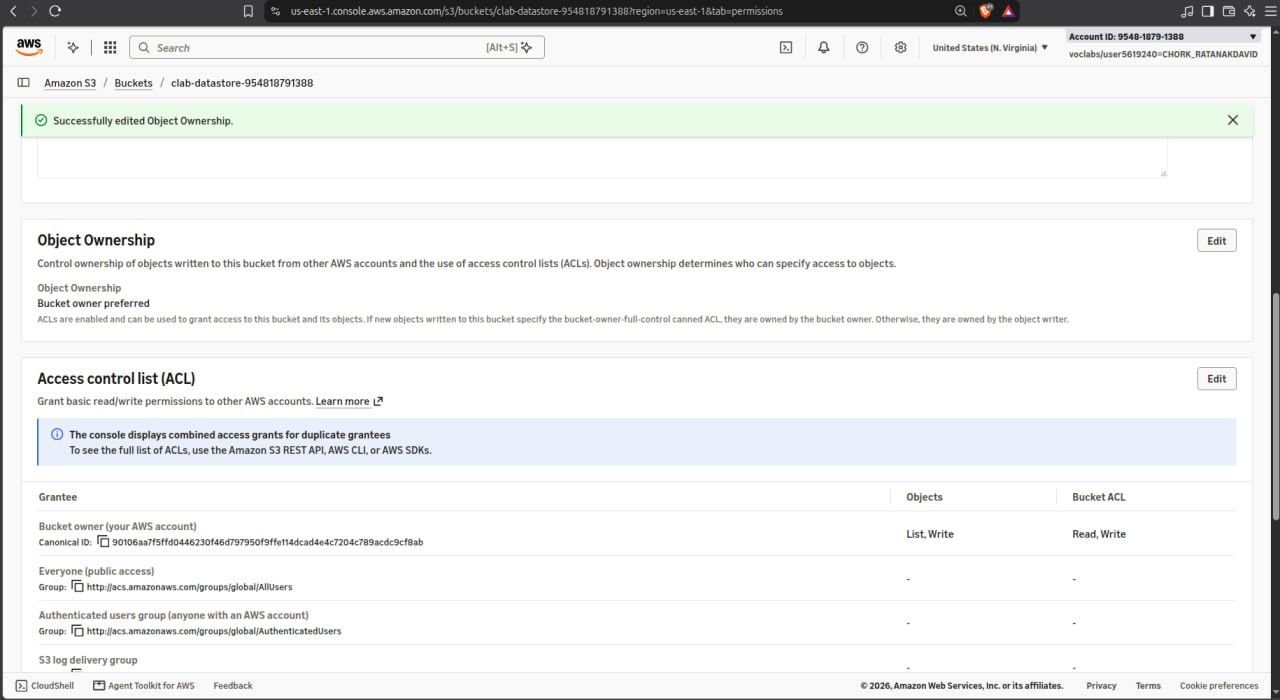 us-east-1.console.aws.amazon.com/s3/buckets/clab-datastore-954818791388?region=us-east-1&tab=permissions
aws
Search
[Alt+S]
United States (N. Virginia)
Account ID: 9548-1879-1388
voclabs/user5619240=CHORK_RATANAKDAVID
Amazon S3 / Buckets / clab-datastore-954818791388
Successfully edited Object Ownership.
Object Ownership
Edit
Control ownership of objects written to this bucket from other AWS accounts and the use of access control lists (ACLs). Object ownership determines who can specify access to objects.
Object Ownership
Bucket owner preferred
ACLs are enabled and can be used to grant access to this bucket and its objects. If new objects written to this bucket specify the bucket-owner-full-control canned ACL, they are owned by the bucket owner. Otherwise, they are owned by the object writer.
Access control list (ACL)
Edit
Grant basic read/write permissions to other AWS accounts. Learn more
The console displays combined access grants for duplicate grantees
To see the full list of ACLs, use the Amazon S3 REST API, AWS CLI, or AWS SDKs.
Grantee Objects Bucket ACL
Bucket owner (your AWS account)
Canonical ID: 90106aa7f5ffd0446230f46d797950f9ffe114dcad4e4c7204c789acdc9cf8ab
List, Write Read, Write
Everyone (public access)
Group: http://acs.amazonaws.com/groups/global/AllUsers
- -
Authenticated users group (anyone with an AWS account)
Group: http://acs.amazonaws.com/groups/global/AuthenticatedUsers
- -
S3 log delivery group
- -
CloudShell Agent Toolkit for AWS Feedback
© 2026, Amazon Web Services, Inc. or its affiliates. Privacy Terms Cookie preferences